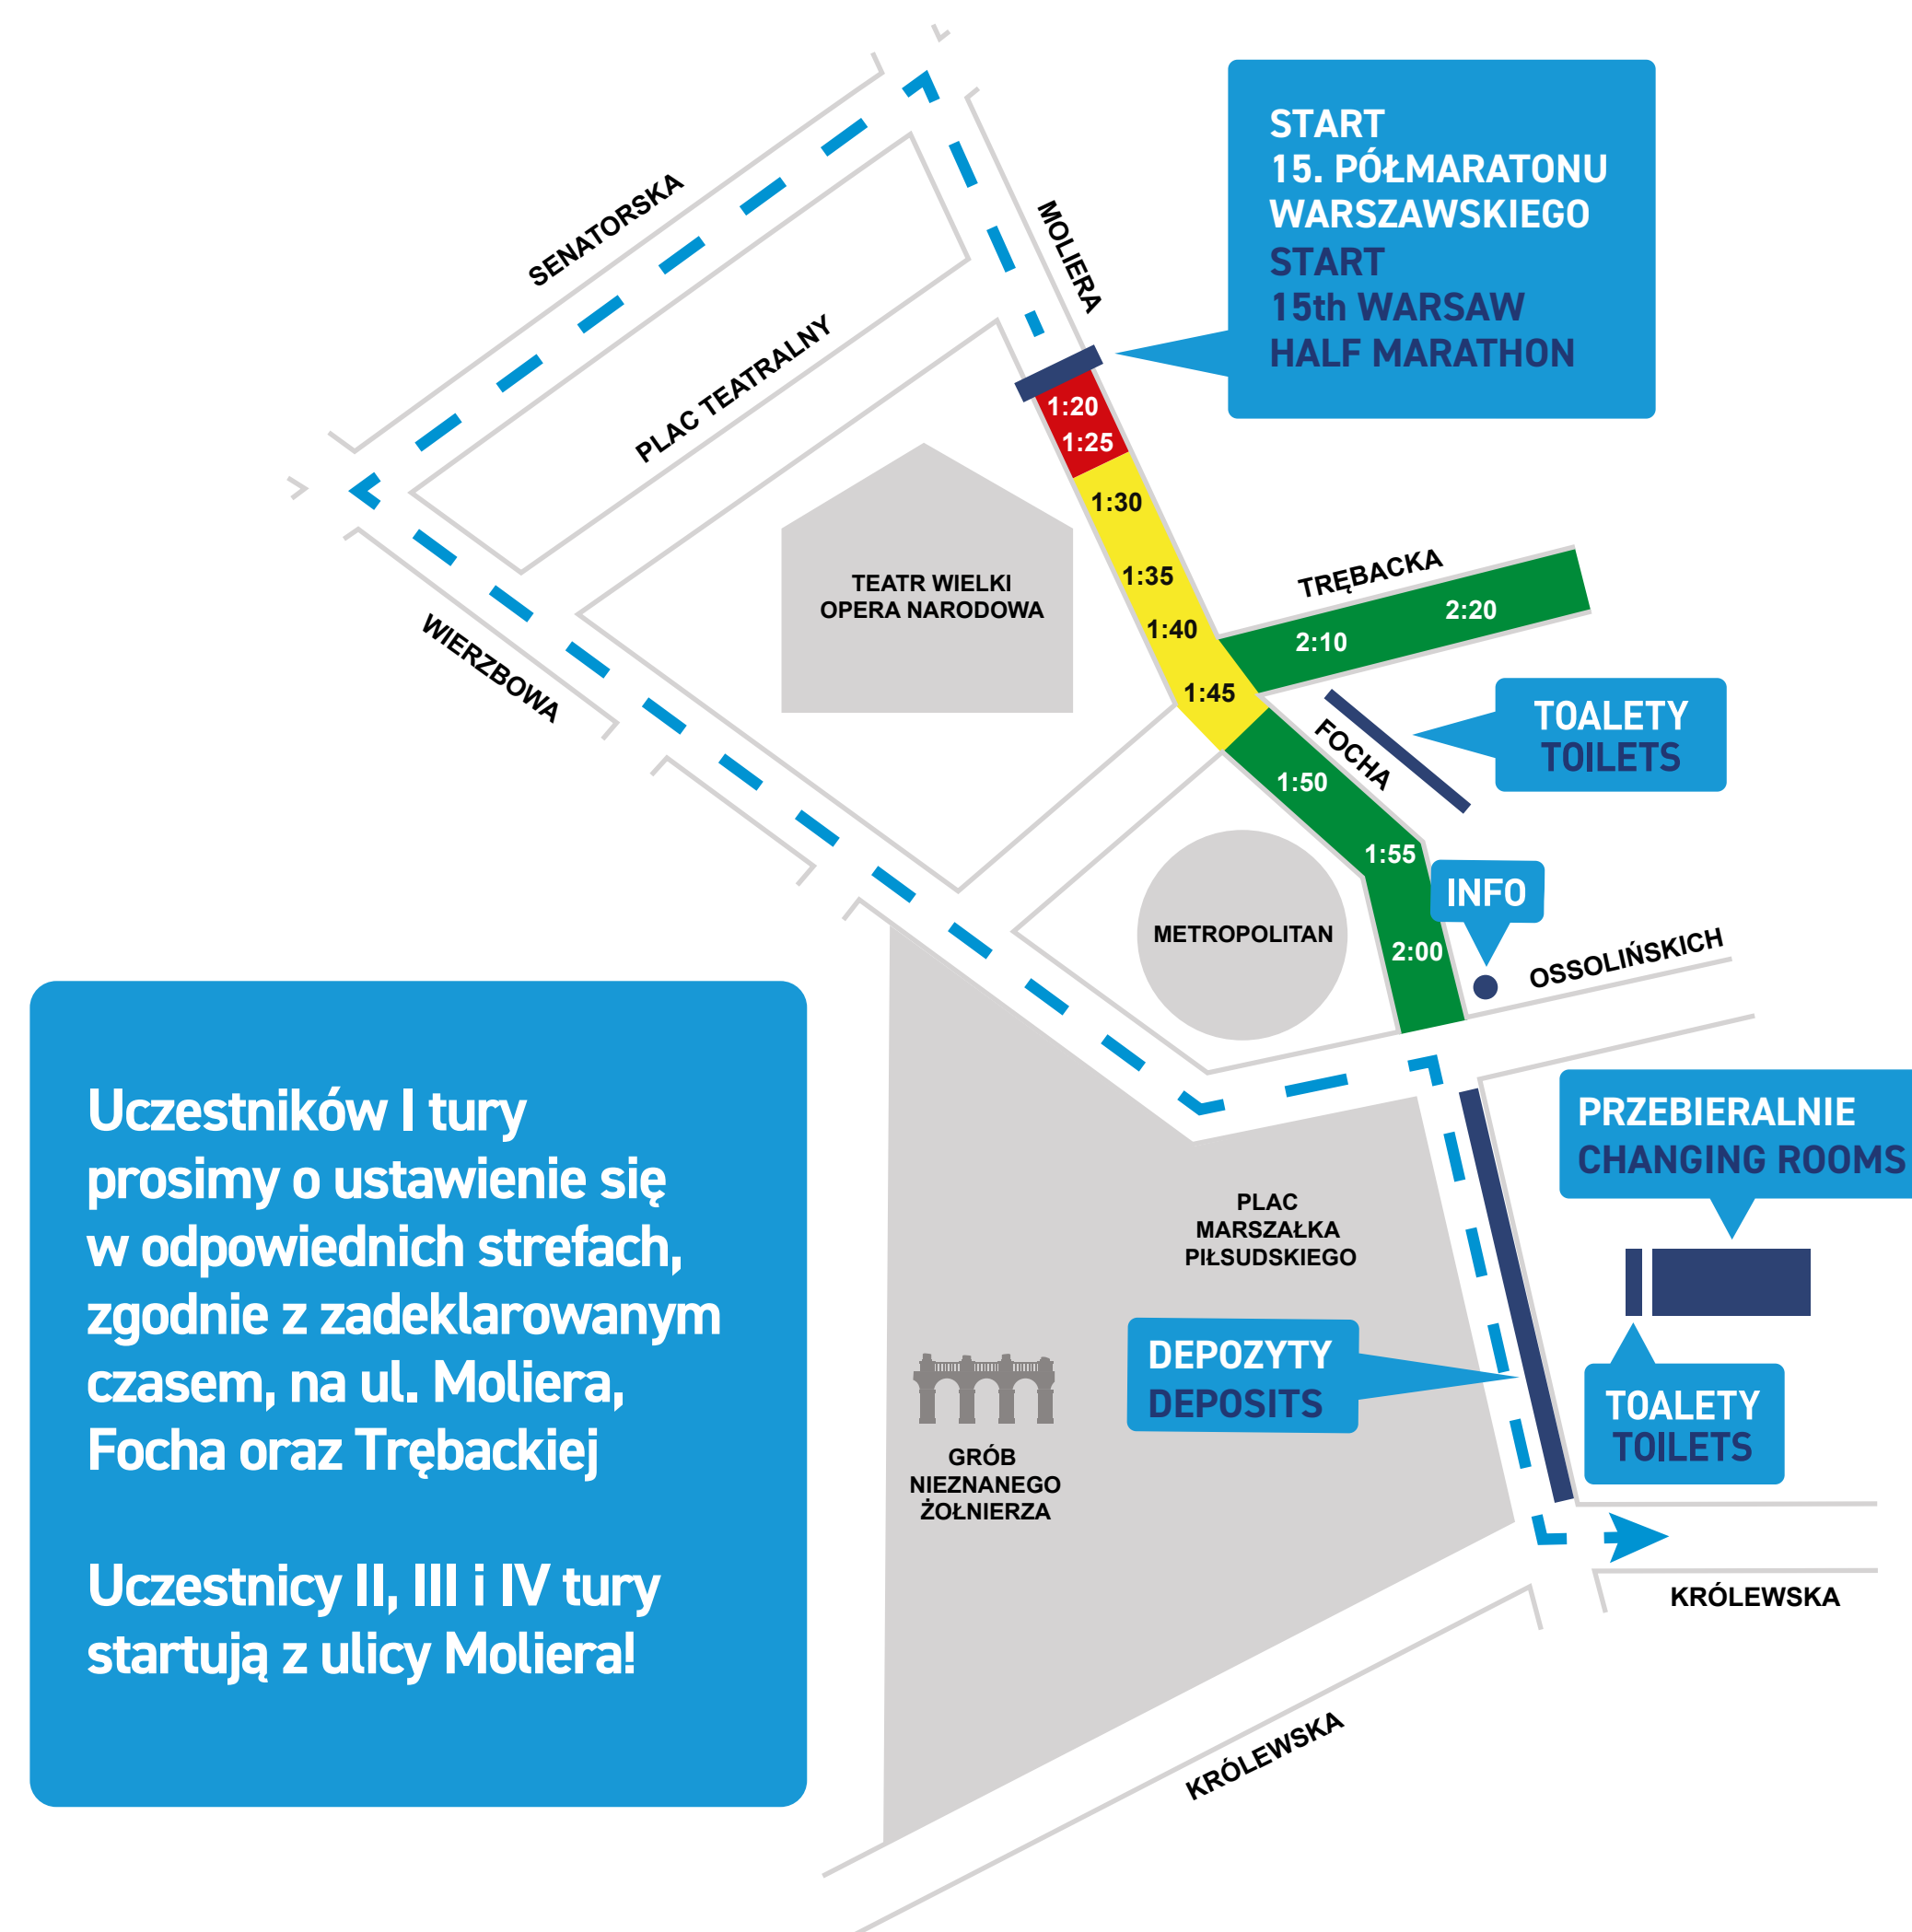 START
15. PÓŁMARATONU
WARSZAWSKIEGO
START
15th WARSAW
HALF MARATHON
SENATORSKA
MOLIERA
PLAC TEATRALNY
1:20
1:25
1:30
1:35
1:40
1:45
TRĘBACKA
2:20
2:10
TEATR WIELKI
OPERA NARODOWA
WIERZBOWA
TOALETY
TOILETS
FOCHA
1:50
1:55
2:00
INFO
METROPOLITAN
OSSOLIŃSKICH
Uczestników I tury
prosimy o ustawienie się
w odpowiednich strefach,
zgodnie z zadeklarowanym
czasem, na ul. Moliera,
Focha oraz Trębackiej
Uczestnicy II, III i IV tury
startują z ulicy Moliera!
PRZEBIERALNIE
CHANGING ROOMS
PLAC
MARSZAŁKA
PIŁSUDSKIEGO
DEPOZYTY
DEPOSITS
TOALETY
TOILETS
GRÓB
NIEZNANEGO
ŻOŁNIERZA
KRÓLEWSKA
KRÓLEWSKA